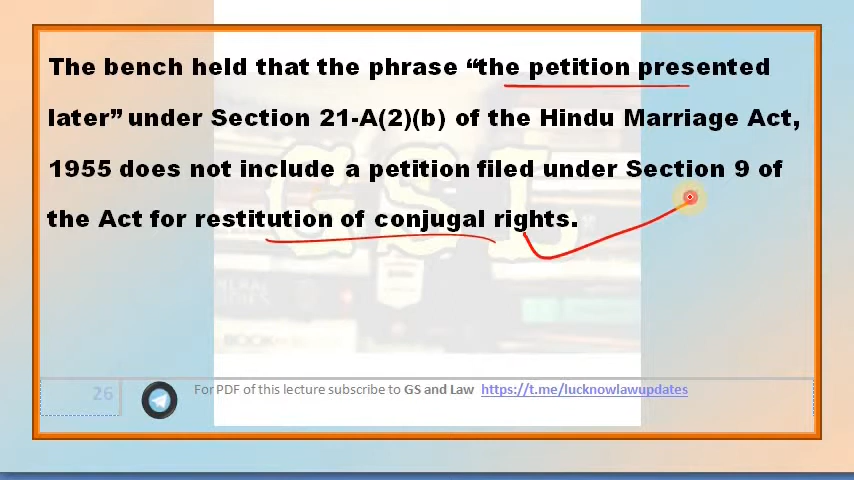 The bench held that the phrase “the petition presented
later” under Section 21-A(2)(b) of the Hindu Marriage Act,
1955 does not include a petition filed under Section 9 of
the Act for restitution of conjugal rights.
GSL
26
For PDF of this lecture subscribe to GS and Law https://t.me/lucknowlawupdates